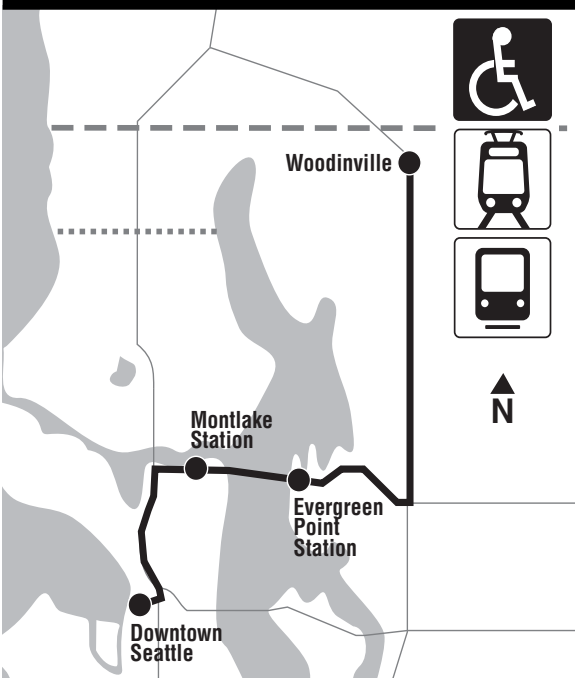 Woodinville
N
Montlake
Station
Evergreen
Point
Station
Downtown
Seattle